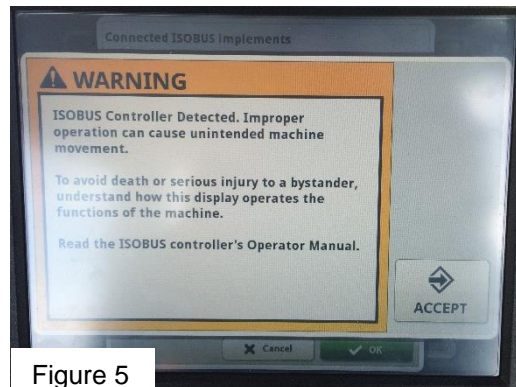 Connected ISOBUS Implements
WARNING
ISOBUS Controller Detected. Improper
operation can cause unintended machine
movement.
To avoid death or serious injury to a bystander,
understand how this display operates the
functions of the machine.
Read the ISOBUS controller's Operator Manual.
ACCEPT
Cancel
OK
Figure 5